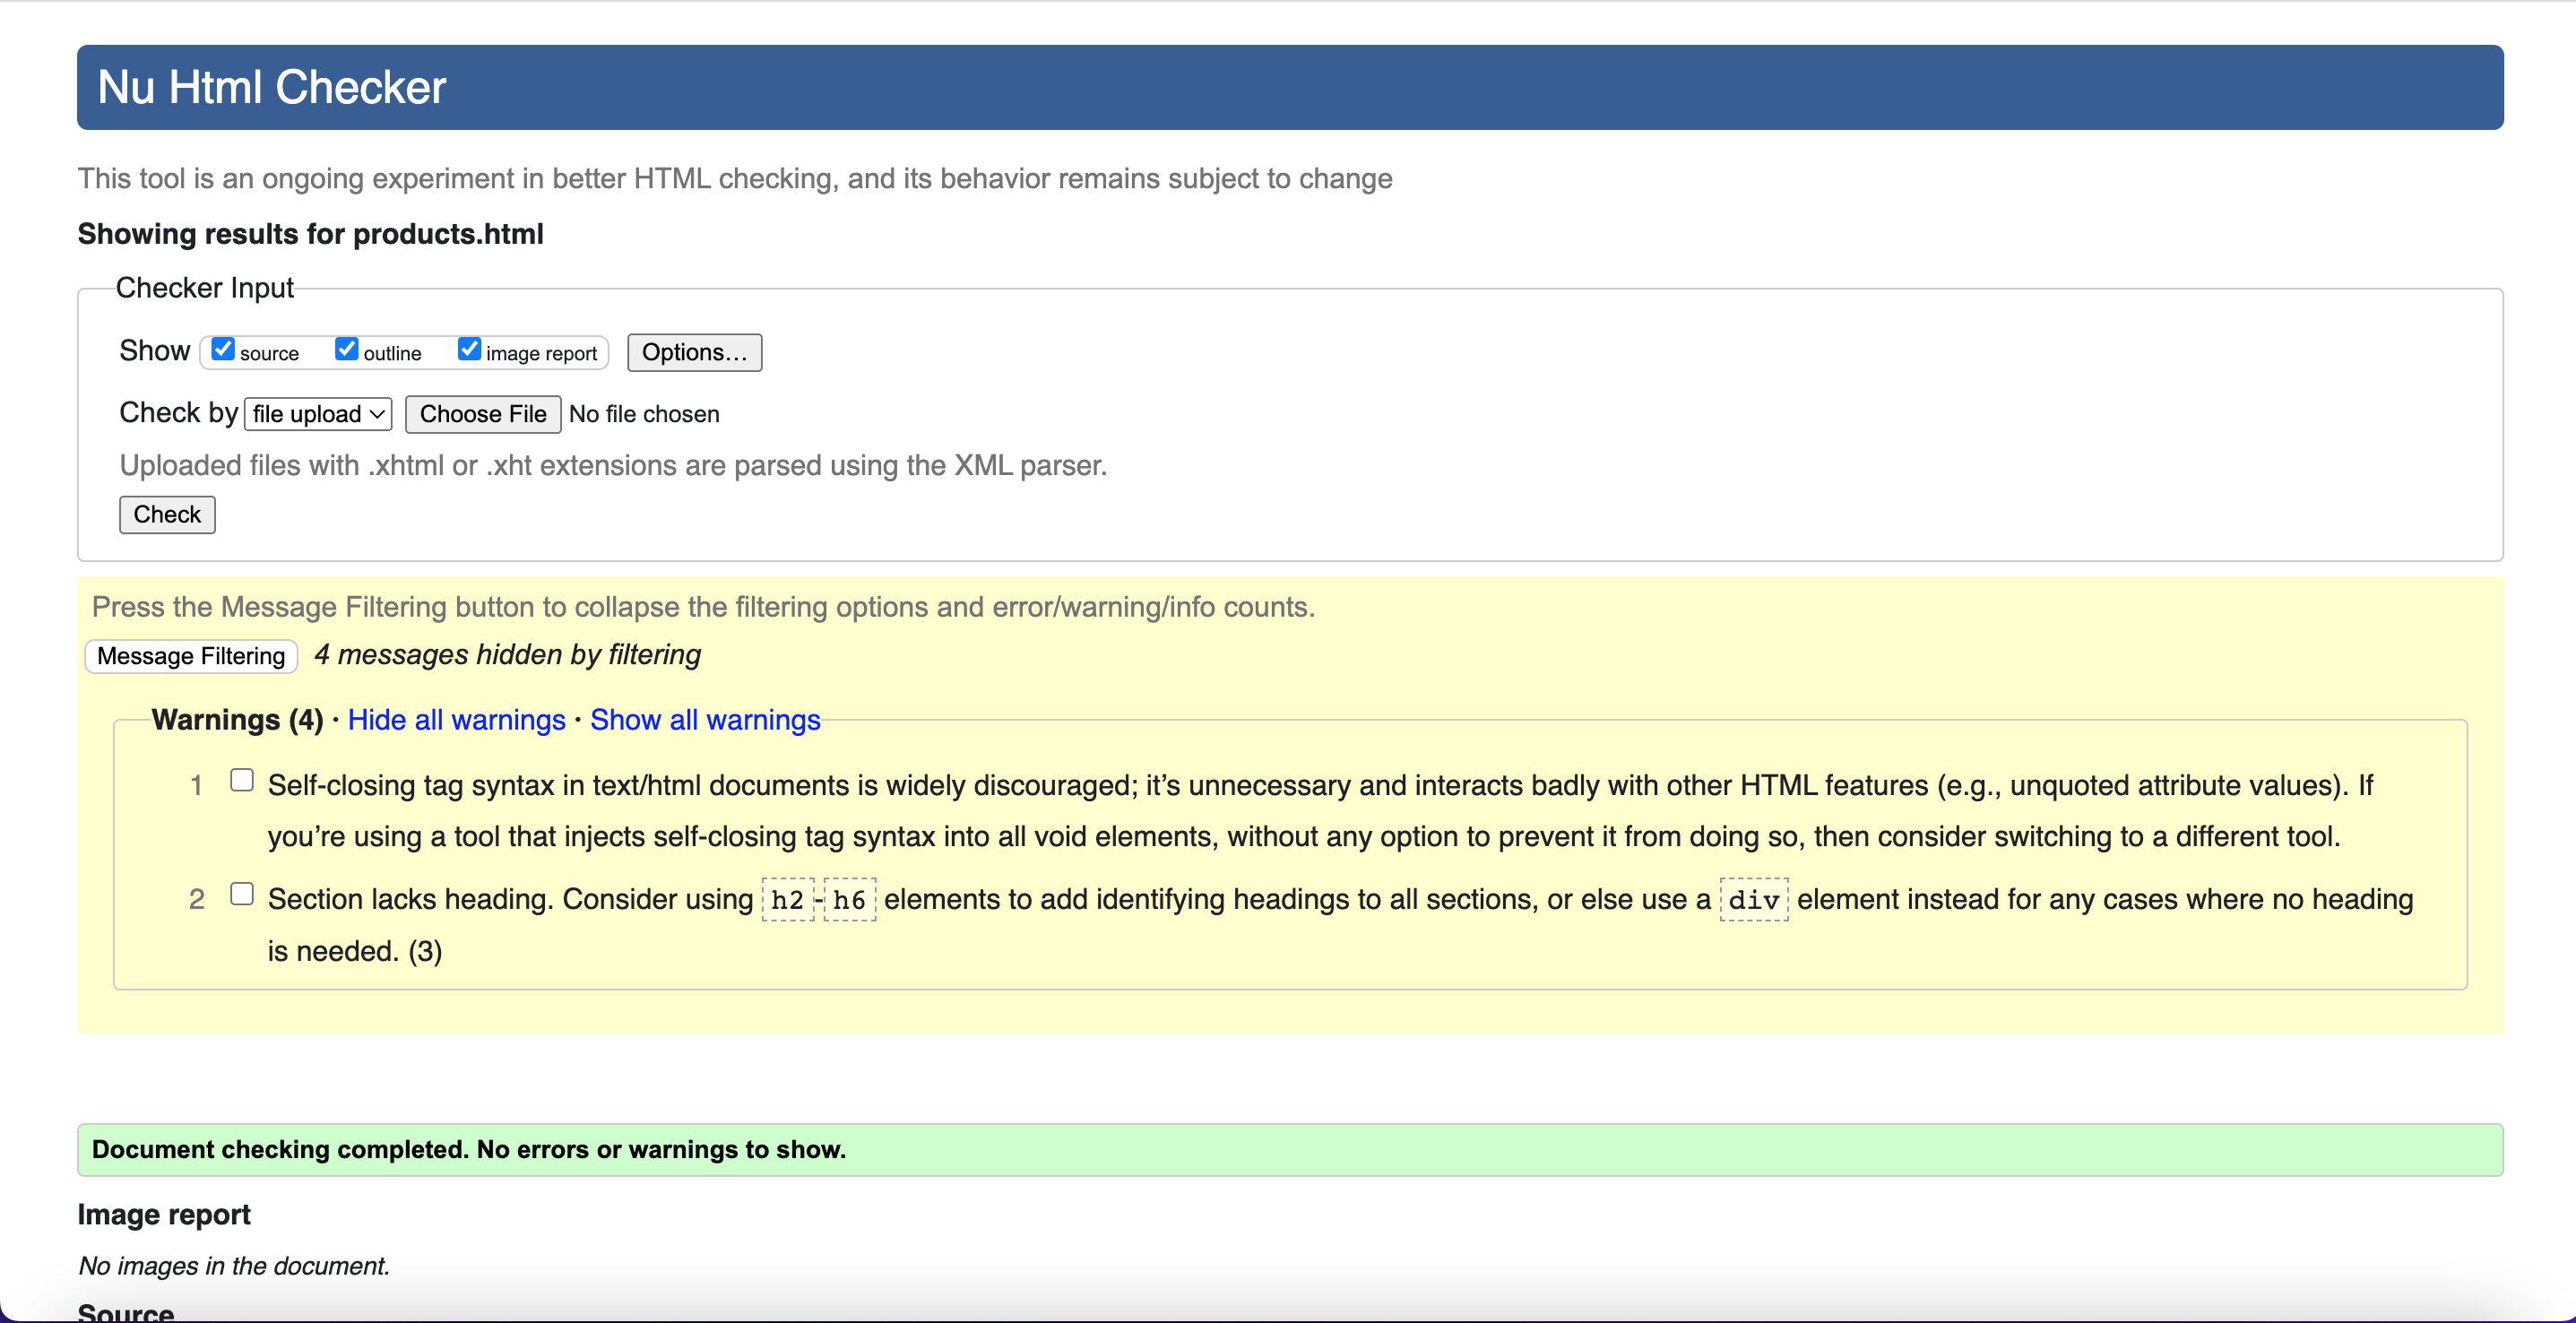 Nu Html Checker
This tool is an ongoing experiment in better HTML checking, and its behavior remains subject to change
Showing results for products.html
Checker Input
Show source outline image report Options...
Check by file upload Choose File No file chosen
Uploaded files with .xhtml or .xht extensions are parsed using the XML parser.
Check
Press the Message Filtering button to collapse the filtering options and error/warning/info counts.
Message Filtering 4 messages hidden by filtering
Warnings (4) · Hide all warnings · Show all warnings
1 Self-closing tag syntax in text/html documents is widely discouraged; it’s unnecessary and interacts badly with other HTML features (e.g., unquoted attribute values). If
you’re using a tool that injects self-closing tag syntax into all void elements, without any option to prevent it from doing so, then consider switching to a different tool.
2 Section lacks heading. Consider using h2-h6 elements to add identifying headings to all sections, or else use a div element instead for any cases where no heading
is needed. (3)
Document checking completed. No errors or warnings to show.
Image report
No images in the document.
Source